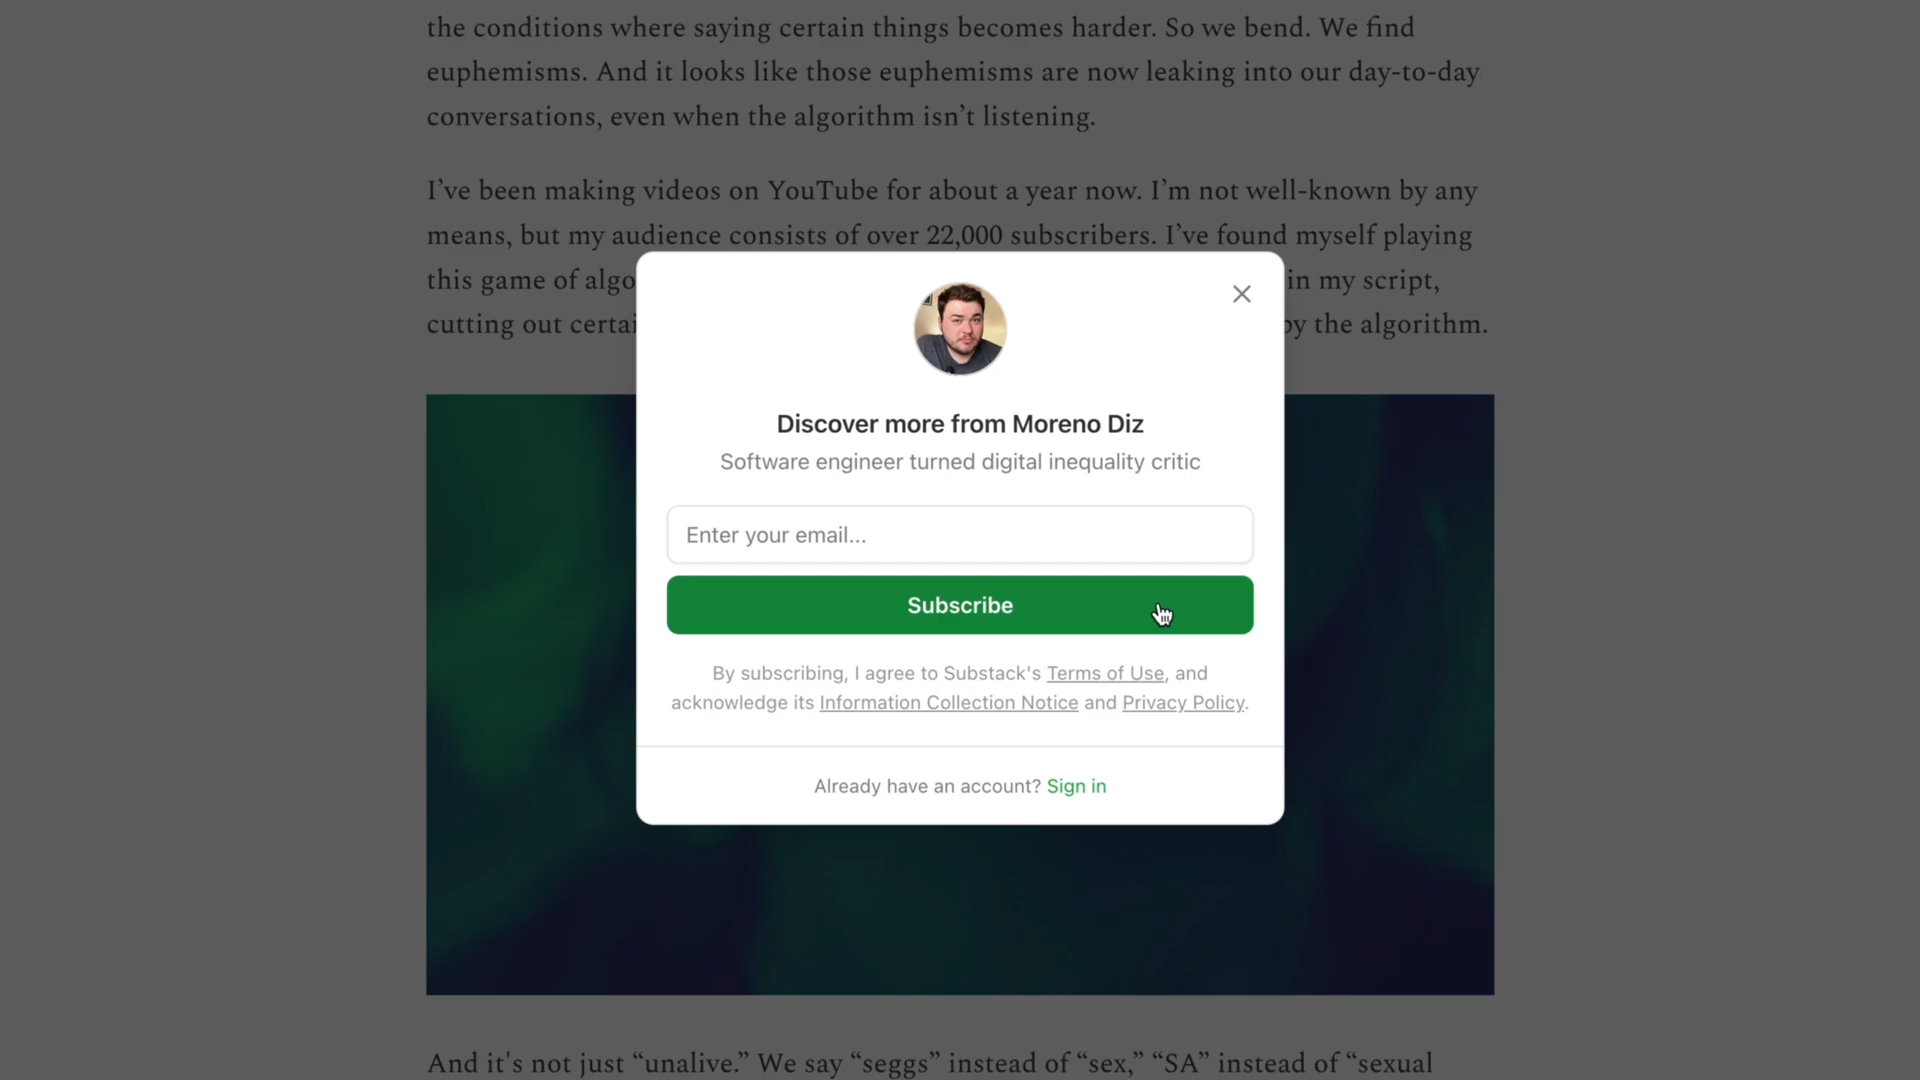 the conditions where saying certain things becomes harder. So we bend. We find
euphemisms. And it looks like those euphemisms are now leaking into our day-to-day
conversations, even when the algorithm isn’t listening.
I’ve been making videos on YouTube for about a year now. I’m not well-known by any
means, but my audience consists of over 22,000 subscribers. I’ve found myself playing
this game of algo in my script,
cutting out certai by the algorithm.
Discover more from Moreno Diz
Software engineer turned digital inequality critic
Enter your email...
Subscribe
By subscribing, I agree to Substack's Terms of Use, and
acknowledge its Information Collection Notice and Privacy Policy.
Already have an account? Sign in
And it's not just “unalive.” We say “seggs” instead of “sex,” “SA” instead of “sexual